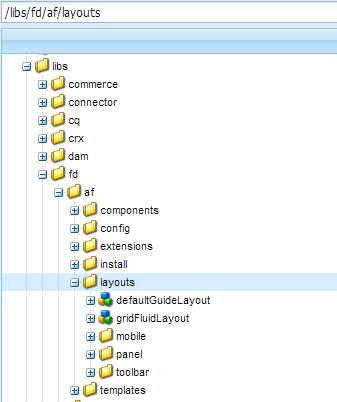 /libs/fd/af/layouts
libs
commerce
connector
cq
crx
dam
fd
af
components
config
extensions
install
layouts
defaultGuideLayout
gridFluidLayout
mobile
panel
toolbar
templates